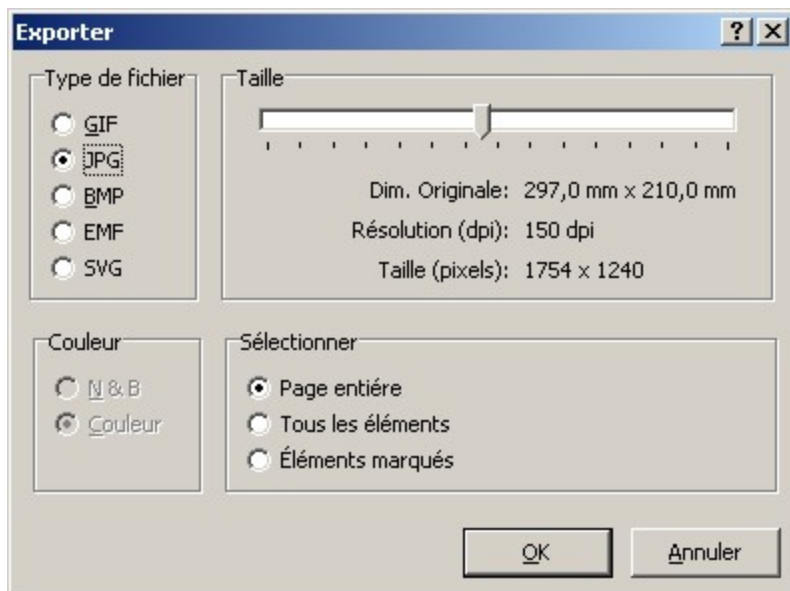 Exporter
Type de fichier
GIF
JPG
BMP
EMF
SVG
Taille
Dim. Originale: 297,0 mm x 210,0 mm
Résolution (dpi): 150 dpi
Taille (pixels): 1754 x 1240
Couleur
N & B
Couleur
Sélectionner
Page entiére
Tous les éléments
Éléments marqués
OK
Annuler